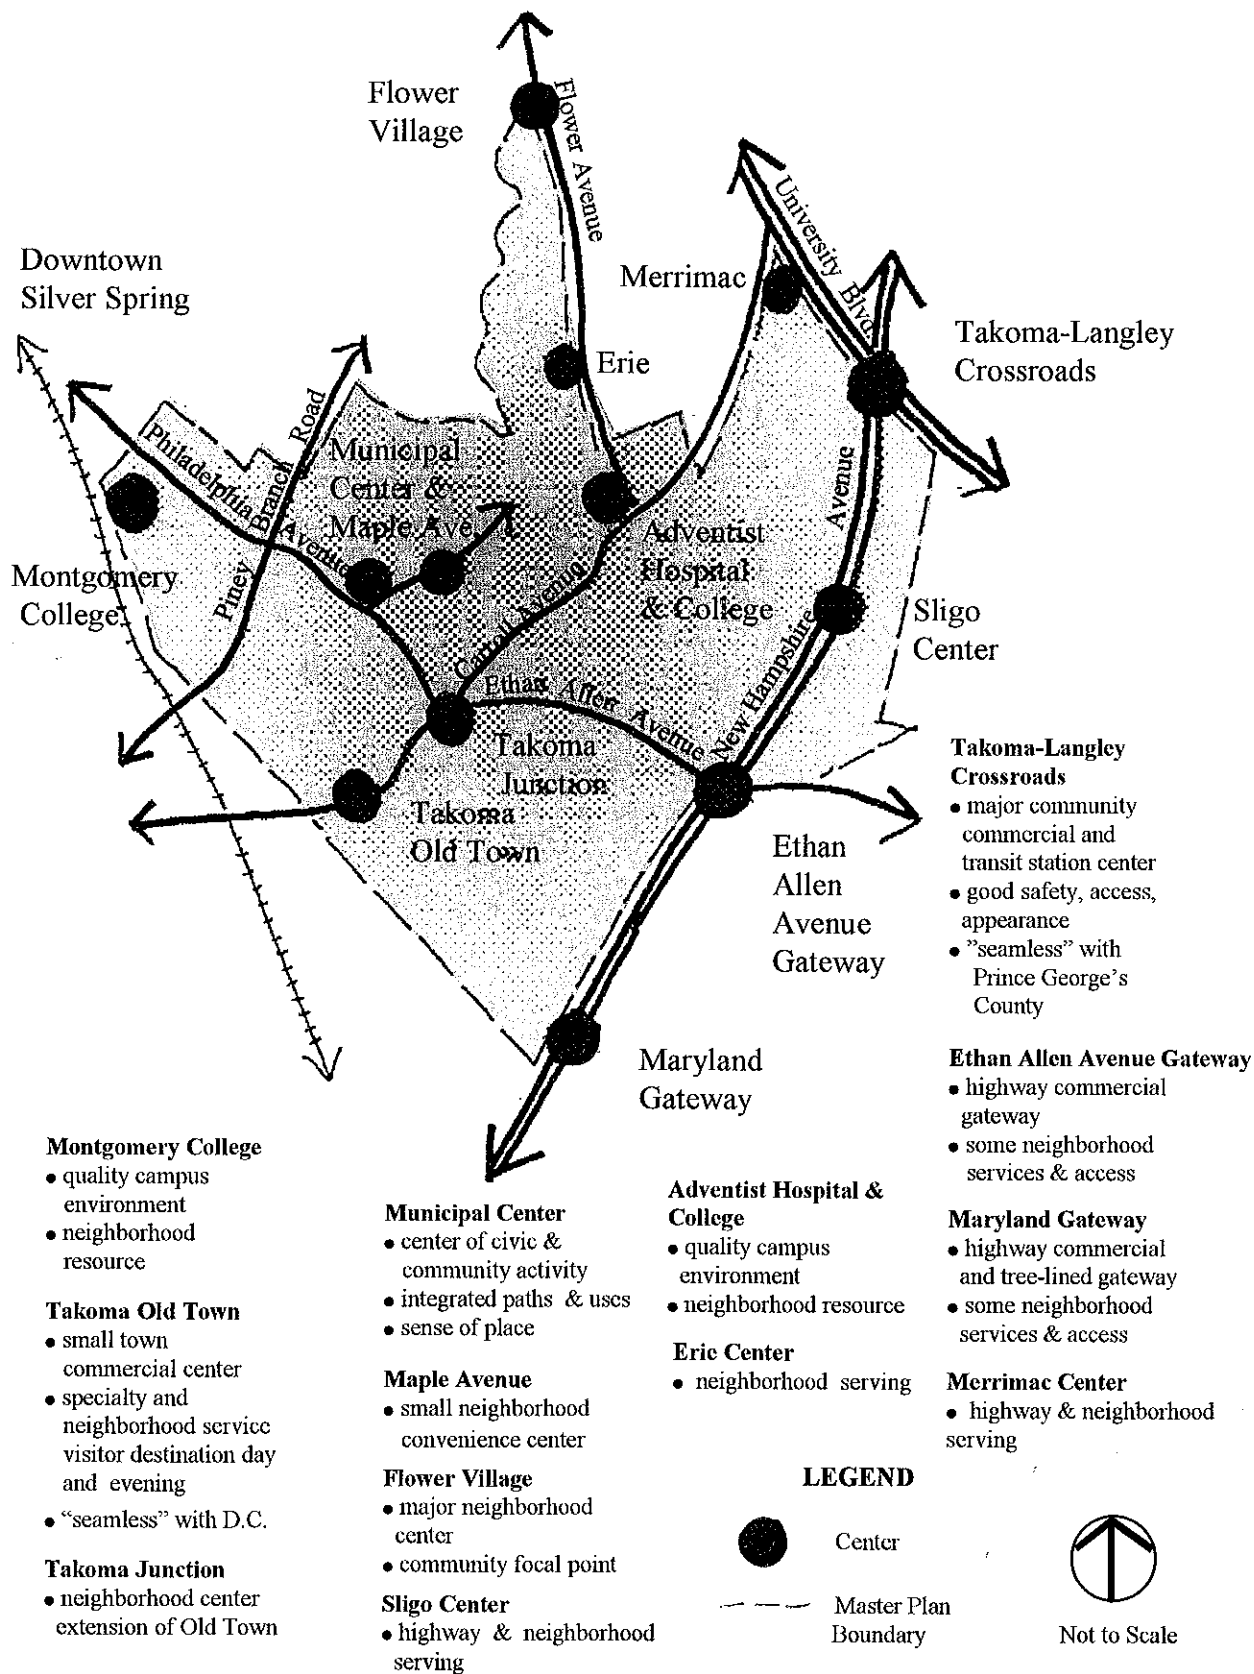 Flower
Village
Flower Avenue
University Blvd.
Merrimac
Downtown
Silver Spring
Takoma-Langley
Crossroads
Erie
Philadelphia Avenue
Piney Branch Road
Municipal
Center &
Maple Ave.
Avenue
Adventist
Hospital
& College
Montgomery
College
Carroll Avenue
Sligo
Center
Ethan Allen Avenue
New Hampshire
Takoma
Junction
Takoma
Old Town
Ethan
Allen
Avenue
Gateway
Maryland
Gateway
Takoma-Langley
Crossroads
• major community
commercial and
transit station center
• good safety, access,
appearance
• "seamless" with
Prince George's
County
Ethan Allen Avenue Gateway
• highway commercial
gateway
• some neighborhood
services & access
Maryland Gateway
• highway commercial
and tree-lined gateway
• some neighborhood
services & access
Merrimac Center
• highway & neighborhood
serving
Montgomery College
• quality campus
environment
• neighborhood
resource
Takoma Old Town
• small town
commercial center
• specialty and
neighborhood service
visitor destination day
and evening
• "seamless" with D.C.
Takoma Junction
• neighborhood center
extension of Old Town
Municipal Center
• center of civic &
community activity
• integrated paths & uses
• sense of place
Maple Avenue
• small neighborhood
convenience center
Flower Village
• major neighborhood
center
• community focal point
Sligo Center
• highway & neighborhood
serving
Adventist Hospital &
College
• quality campus
environment
• neighborhood resource
Erie Center
• neighborhood serving
LEGEND
Center
Master Plan
Boundary
Not to Scale